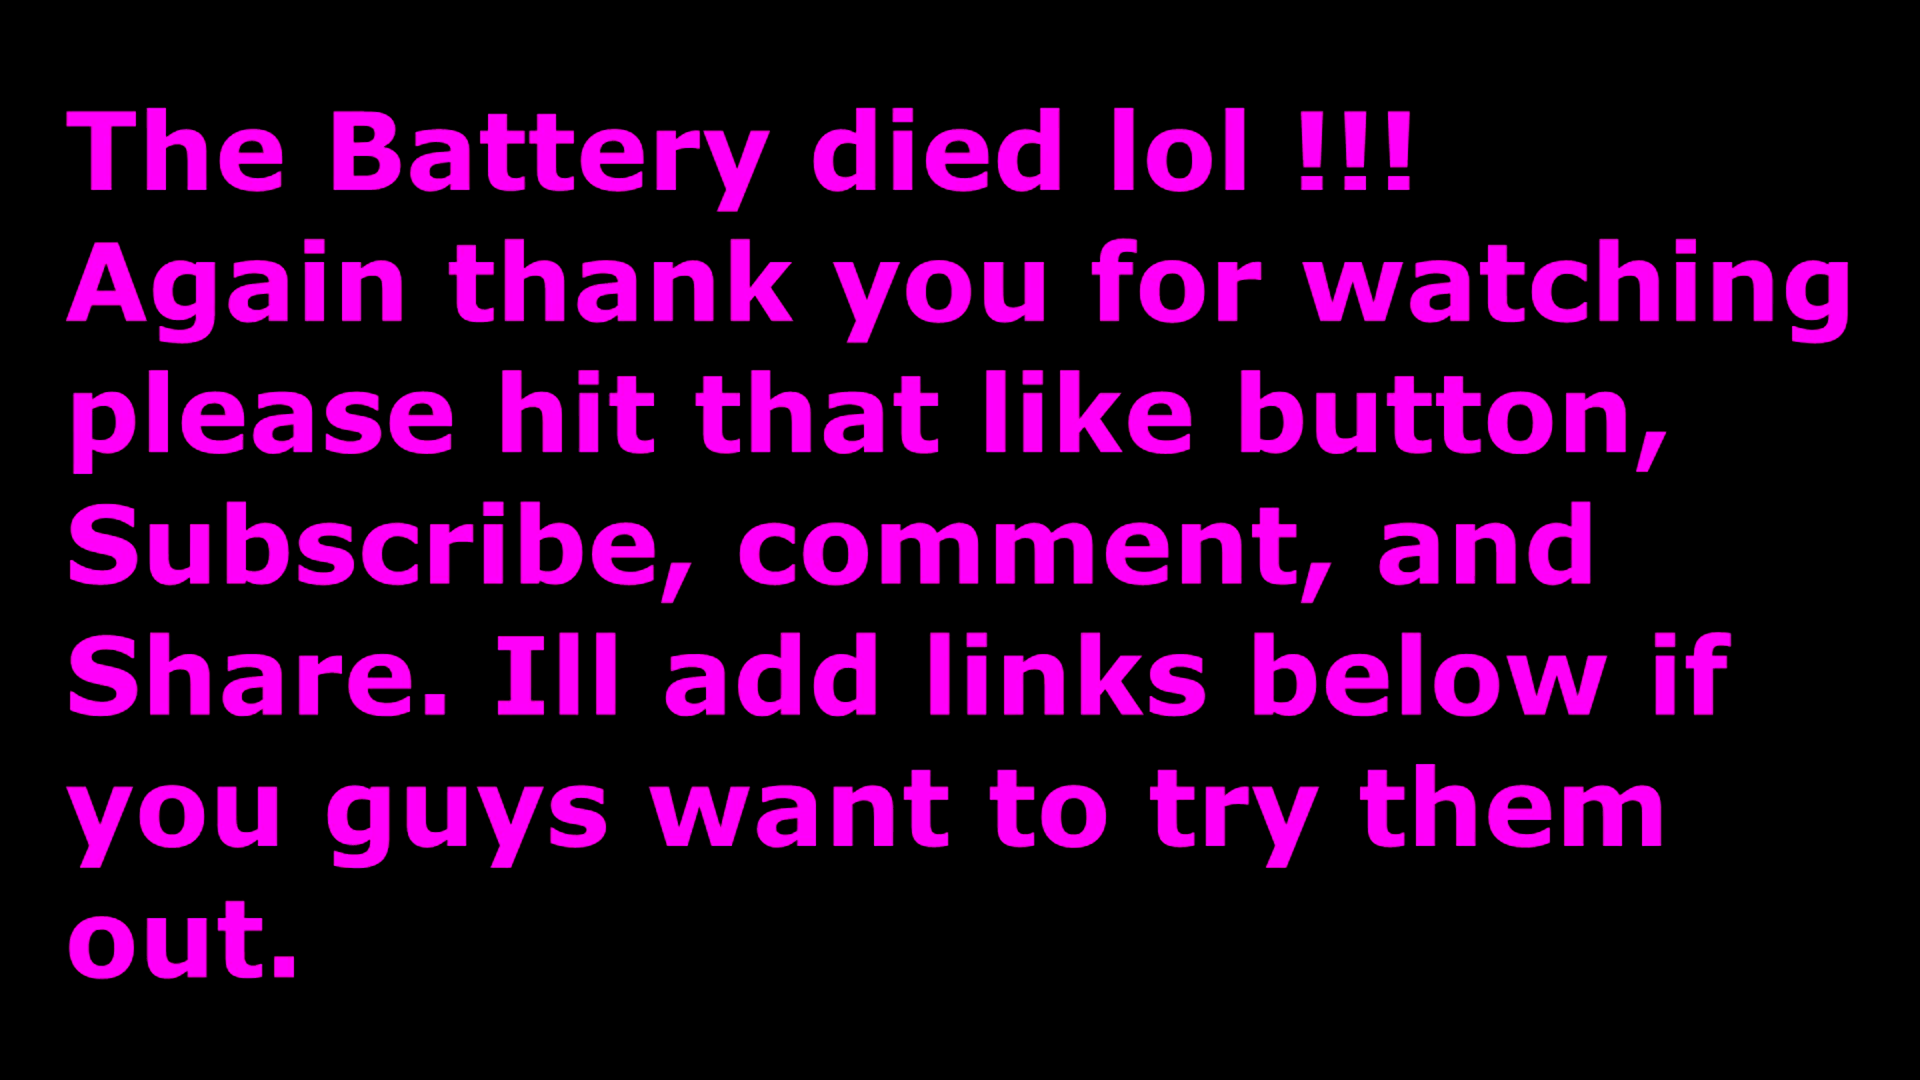 The Battery died lol !!!
Again thank you for watching
please hit that like button,
Subscribe, comment, and
Share. Ill add links below if
you guys want to try them
out.